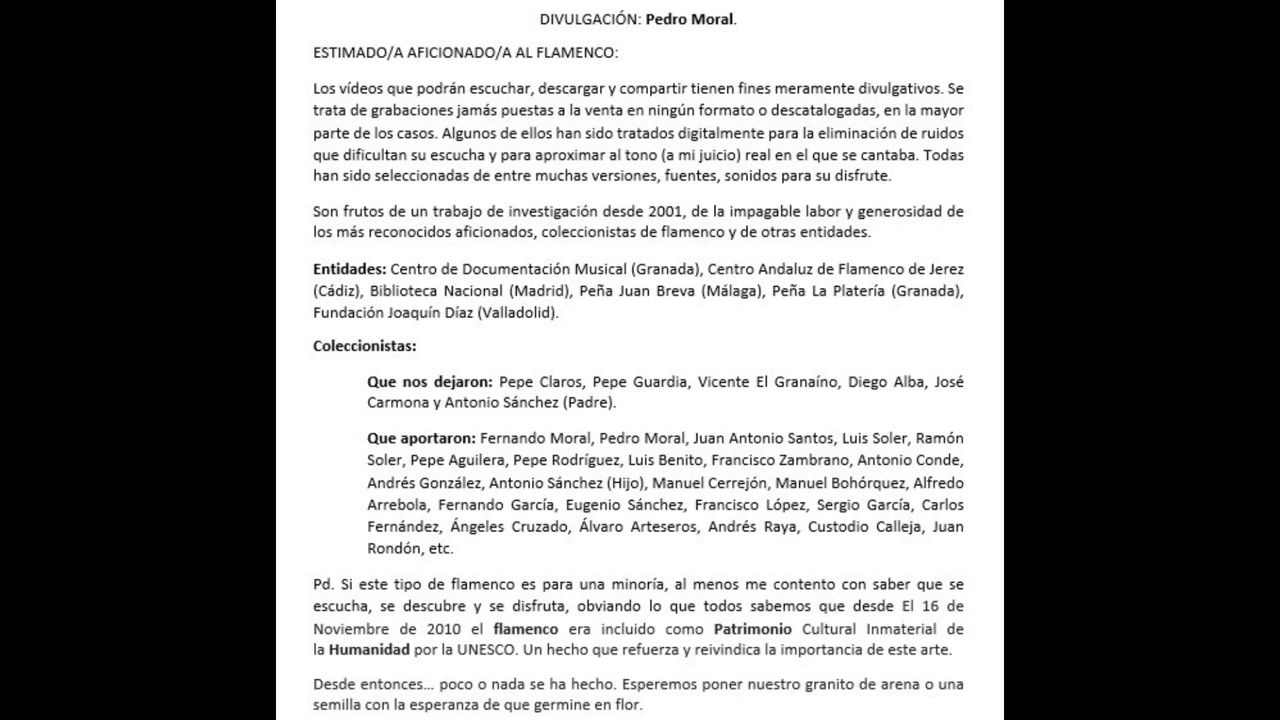 DIVULGACIÓN: Pedro Moral.
ESTIMADO/A AFICIONADO/A AL FLAMENCO:
Los vídeos que podrán escuchar, descargar y compartir tienen fines meramente divulgativos. Se
trata de grabaciones jamás puestas a la venta en ningún formato o descatalogadas, en la mayor
parte de los casos. Algunos de ellos han sido tratados digitalmente para la eliminación de ruidos
que dificultan su escucha y para aproximar al tono (a mi juicio) real en el que se cantaba. Todas
han sido seleccionadas de entre muchas versiones, fuentes, sonidos para su disfrute.
Son frutos de un trabajo de investigación desde 2001, de la impagable labor y generosidad de
los más reconocidos aficionados, coleccionistas de flamenco y de otras entidades.
Entidades: Centro de Documentación Musical (Granada), Centro Andaluz de Flamenco de Jerez
(Cádiz), Biblioteca Nacional (Madrid), Peña Juan Breva (Málaga), Peña La Platería (Granada),
Fundación Joaquín Díaz (Valladolid).
Coleccionistas:
Que nos dejaron: Pepe Claros, Pepe Guardia, Vicente El Granaíno, Diego Alba, José
Carmona y Antonio Sánchez (Padre).
Que aportaron: Fernando Moral, Pedro Moral, Juan Antonio Santos, Luis Soler, Ramón
Soler, Pepe Aguilera, Pepe Rodríguez, Luis Benito, Francisco Zambrano, Antonio Conde,
Andrés González, Antonio Sánchez (Hijo), Manuel Cerrejón, Manuel Bohórquez, Alfredo
Arrebola, Fernando García, Eugenio Sánchez, Francisco López, Sergio García, Carlos
Fernández, Ángeles Cruzado, Álvaro Arteseros, Andrés Raya, Custodio Calleja, Juan
Rondón, etc.
Pd. Si este tipo de flamenco es para una minoría, al menos me contento con saber que se
escucha, se descubre y se disfruta, obviando lo que todos sabemos que desde El 16 de
Noviembre de 2010 el flamenco era incluido como Patrimonio Cultural Inmaterial de
la Humanidad por la UNESCO. Un hecho que refuerza y reivindica la importancia de este arte.
Desde entonces... poco o nada se ha hecho. Esperemos poner nuestro granito de arena o una
semilla con la esperanza de que germine en flor.